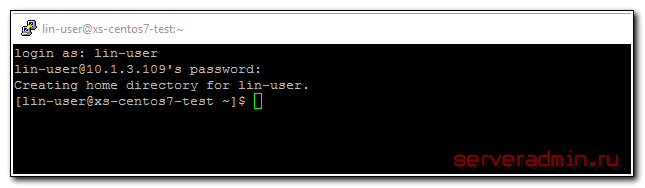 lin-user@xs-centos7-test:~
login as: lin-user
lin-user@10.1.3.109's password:
Creating home directory for lin-user.
[lin-user@xs-centos7-test ~]$
serveradmin.ru